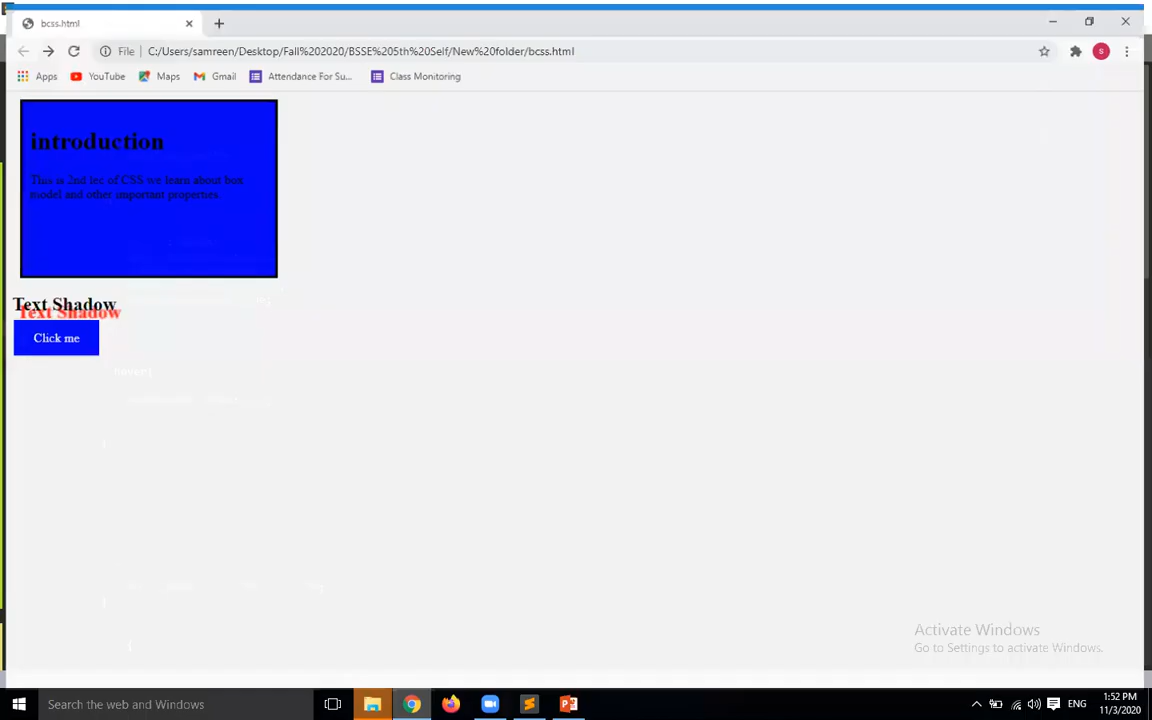 bcss.html
File
C:/Users/samreen/Desktop/Fall%202020/BSSE%205th%20Self/New%20folder/bcss.html
S
Apps
YouTube
Maps
Gmail
Attendance For Su...
Class Monitoring
introduction
This is 2nd lec of CSS we learn about box
model and other important properties.
Text Shadow
Text Shadow
Click me
hover{
Activate Windows
Go to Settings to activate Windows.
Search the web and Windows
ENG
1:52 PM
11/3/2020